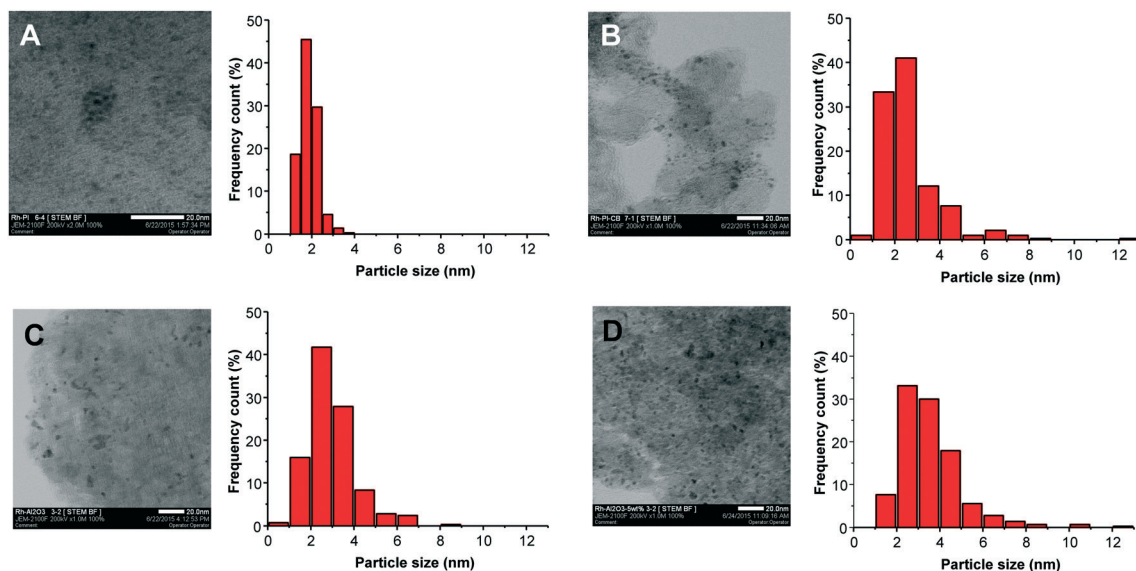 A
Rh-PI 6-4 [ STEM BF ]
20.0nm
JEM-2100F 200kV x2.0M 100%
6/22/2015 1:57:34 PM
Comment
Operator:Operator
50
40
30
20
10
0
Frequency count (%)
0 2 4 6 8 10 12
Particle size (nm)
B
Rh-PI-CB 7-1 [ STEM BF ]
20.0nm
JEM-2100F 200kV x1.0M 100%
6/22/2015 11:34:06 AM
Comment
Operator:Operator
50
40
30
20
10
0
Frequency count (%)
0 2 4 6 8 10 12
Particle size (nm)
C
Rh-Al2O3 3-2 [ STEM BF ]
20.0nm
JEM-2100F 200kV x1.0M 100%
6/22/2015 4:12:53 PM
Comment
Operator:Operator
50
40
30
20
10
0
Frequency count (%)
0 2 4 6 8 10 12
Particle size (nm)
D
Rh-Al2O3-5wt% 3-2 [ STEM BF ]
20.0nm
JEM-2100F 200kV x1.0M 100%
6/24/2015 11:09:16 AM
Comment
Operator:Operator
50
40
30
20
10
0
Frequency count (%)
0 2 4 6 8 10 12
Particle size (nm)